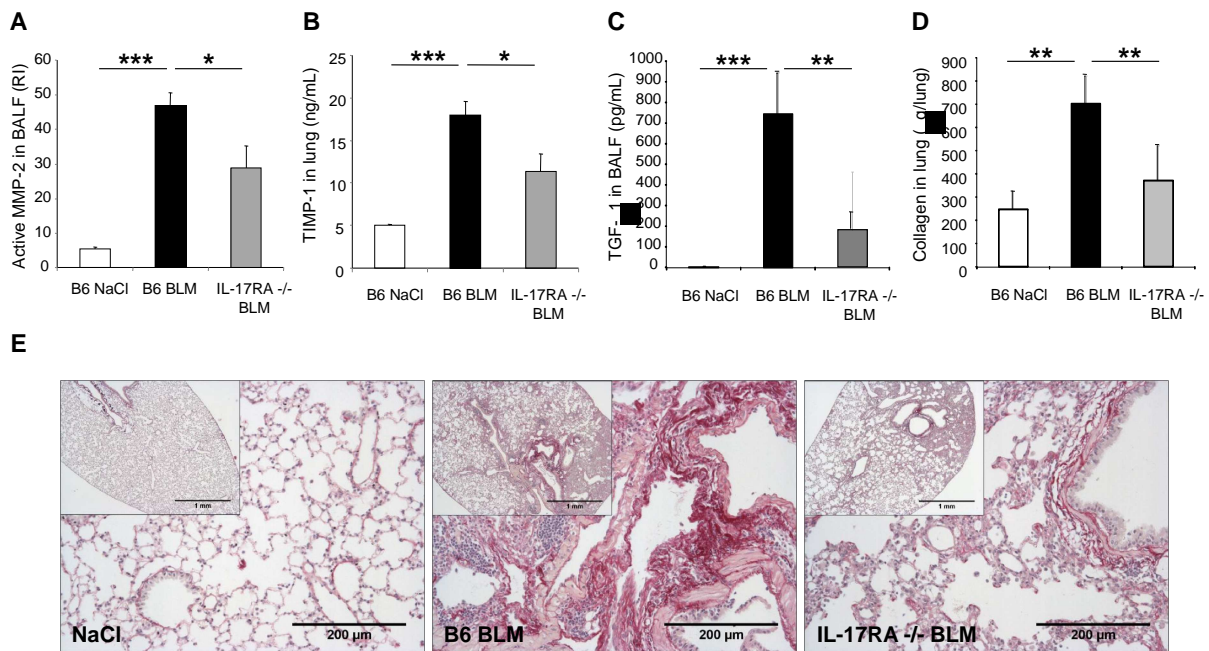 A
Active MMP-2 in BALF (RI)
60
50
40
30
20
10
0
***
*
B6 NaCl
B6 BLM
IL-17RA -/-
BLM
B
TIMP-1 in lung (ng/mL)
25
20
15
10
5
0
***
*
B6 NaCl
B6 BLM
IL-17RA -/-
BLM
C
TGF- 1 in BALF (pg/mL)
1000
900
800
700
600
500
400
300
200
100
0
***
**
B6 NaCl
B6 BLM
IL-17RA -/-
BLM
D
Collagen in lung ( g/lung)
900
800
700
600
500
400
300
200
100
0
**
**
B6 NaCl
B6 BLM
IL-17RA -/-
BLM
E
1 mm
NaCl
200 µm
1 mm
B6 BLM
200 µm
1 mm
IL-17RA -/- BLM
200 µm